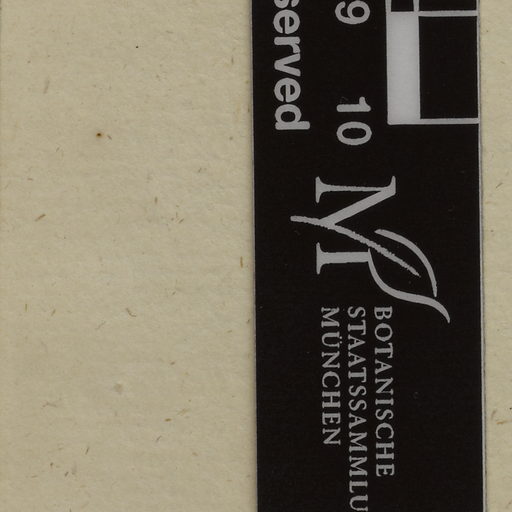 9 10
served
BOTANISCHE
STAATSSAMMLU
MÜNCHEN